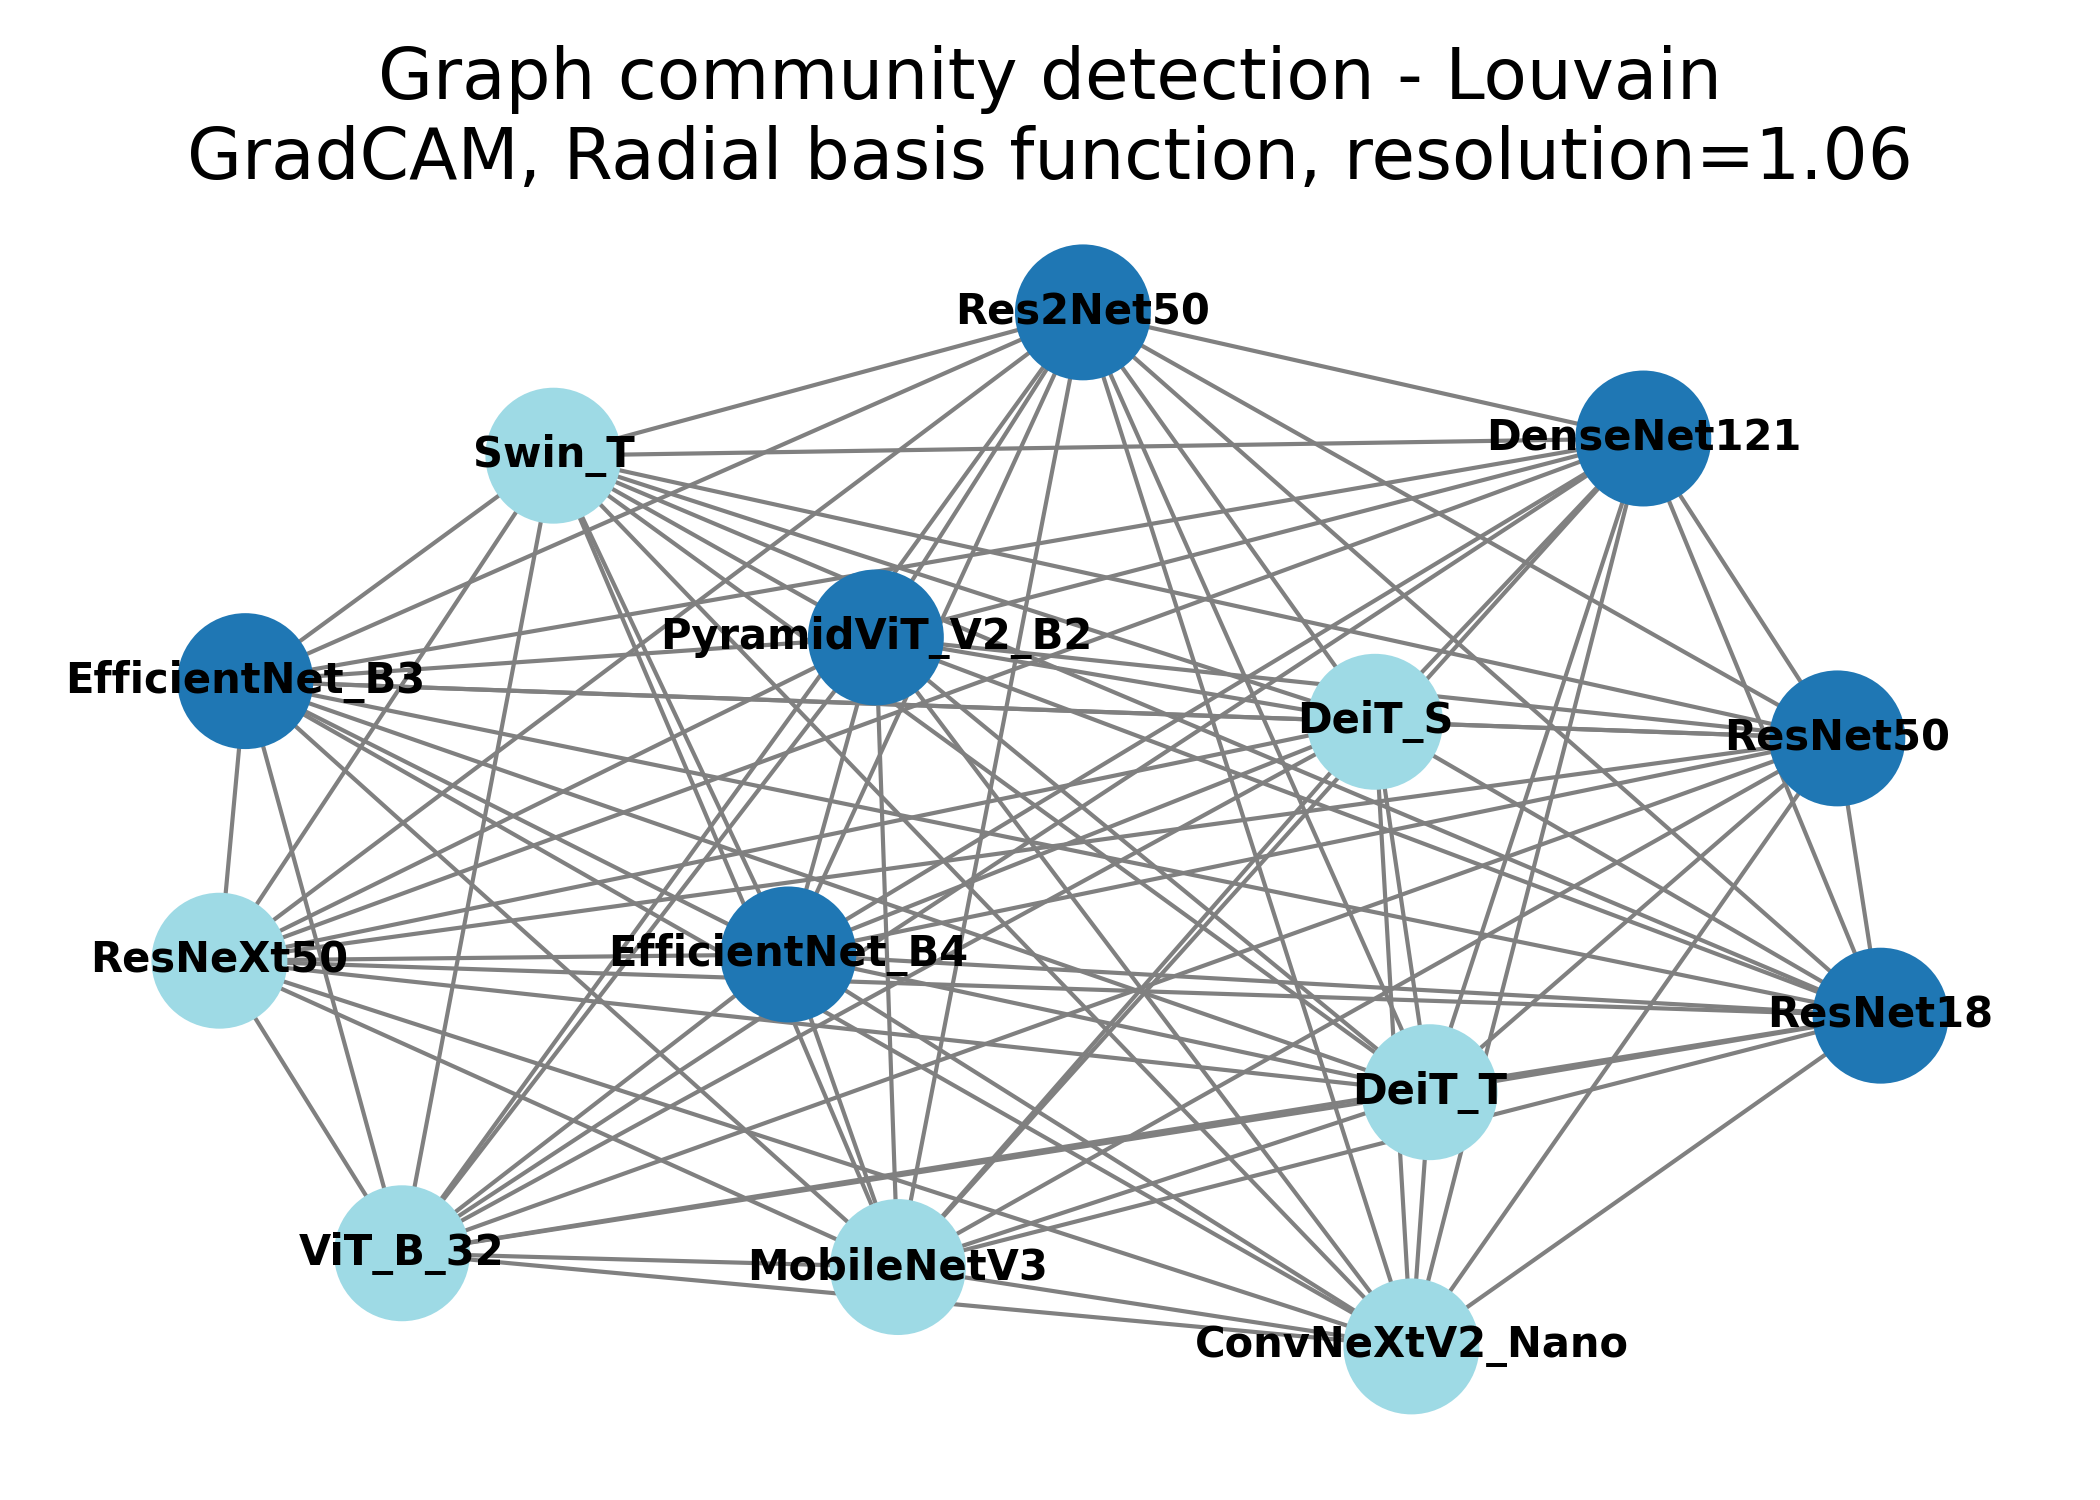 Graph community detection - Louvain
GradCAM, Radial basis function, resolution=1.06
Res2Net50
DenseNet121
Swin_T
PyramidViT_V2_B2
EfficientNet_B3
DeiT_S
ResNet50
EfficientNet_B4
ResNeXt50
ResNet18
DeiT_T
ViT_B_32
MobileNetV3
ConvNeXtV2_Nano